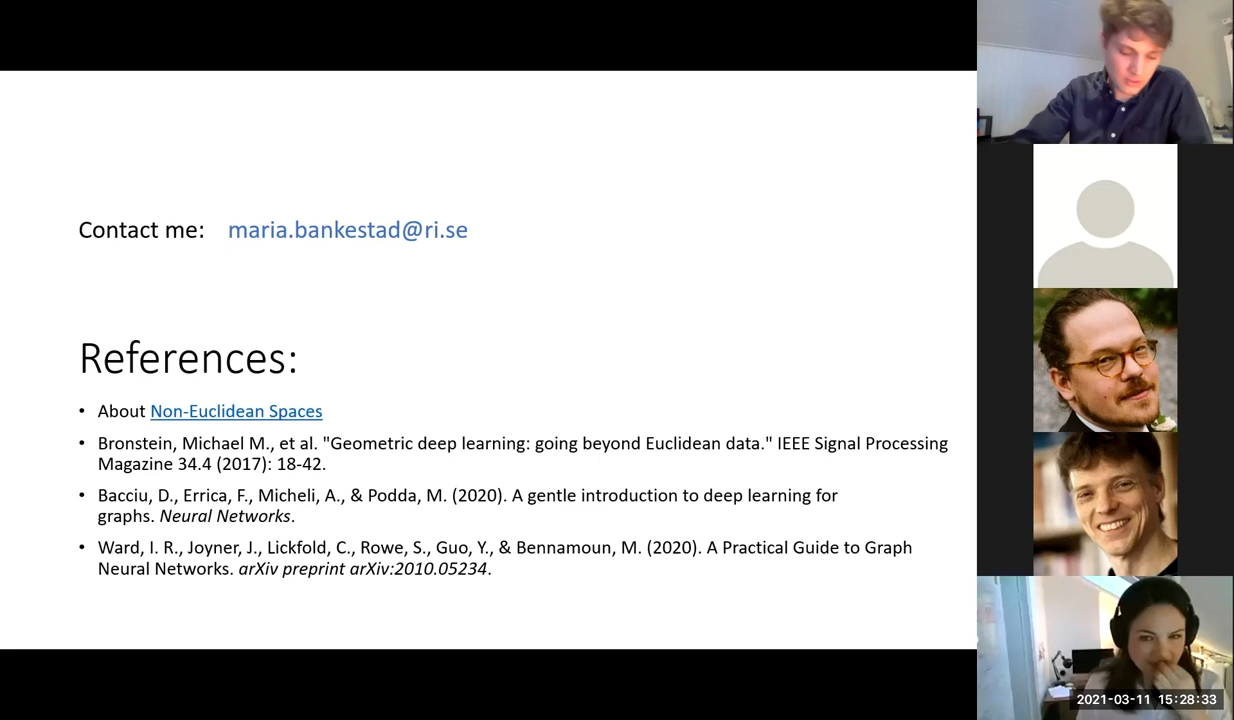 Contact me: maria.bankestad@ri.se
References:
• About Non-Euclidean Spaces
• Bronstein, Michael M., et al. "Geometric deep learning: going beyond Euclidean data." IEEE Signal Processing
Magazine 34.4 (2017): 18-42.
• Bacciu, D., Errica, F., Micheli, A., & Podda, M. (2020). A gentle introduction to deep learning for
graphs. Neural Networks.
• Ward, I. R., Joyner, J., Lickfold, C., Rowe, S., Guo, Y., & Bennamoun, M. (2020). A Practical Guide to Graph
Neural Networks. arXiv preprint arXiv:2010.05234.
2021-03-11 15:28:33